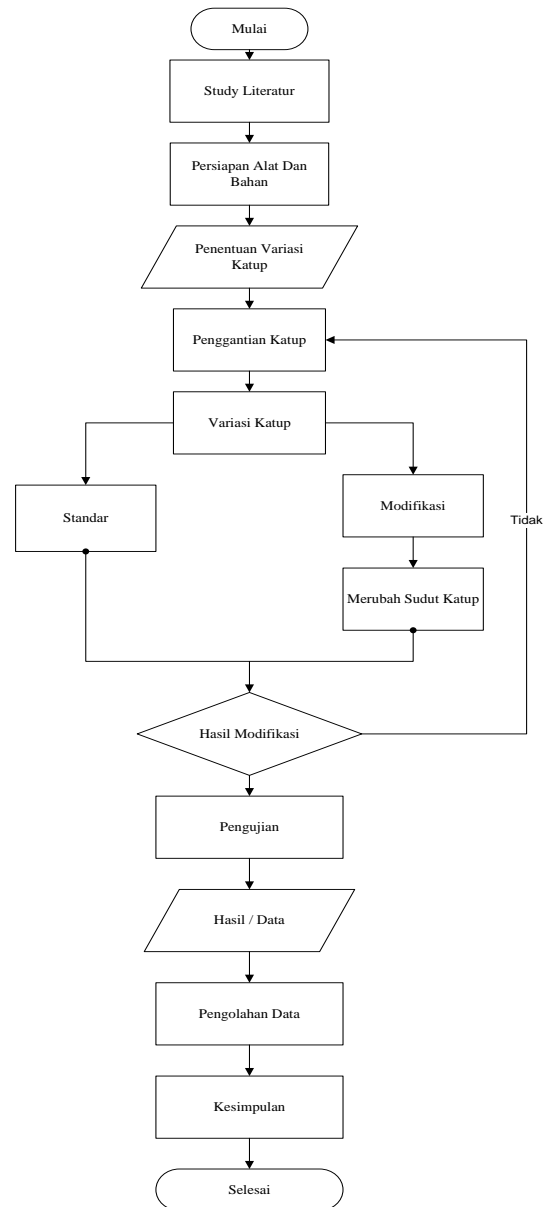 Mulai
Study Literatur
Persiapan Alat Dan
Bahan
Penentuan Variasi
Katup
Penggantian Katup
Variasi Katup
Standar
Modifikasi
Tidak
Merubah Sudut Katup
Hasil Modifikasi
Pengujian
Hasil / Data
Pengolahan Data
Kesimpulan
Selesai